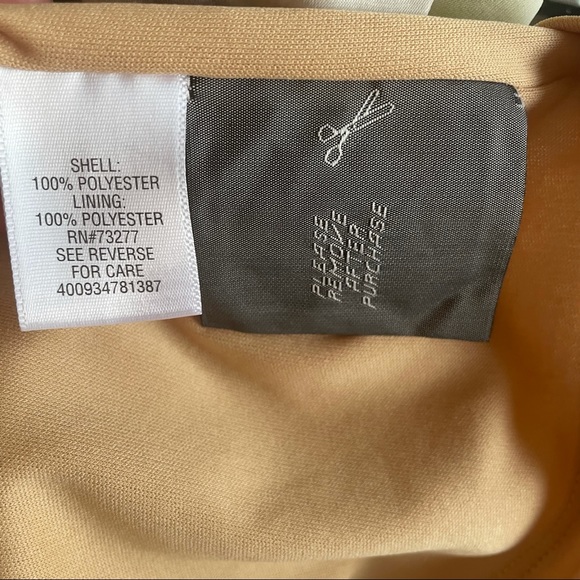 SHELL:
100% POLYESTER
LINING:
100% POLYESTER
RN#73277
SEE REVERSE
FOR CARE
400934781387
PLEASE
REMOVE
AFTER
PURCHASE